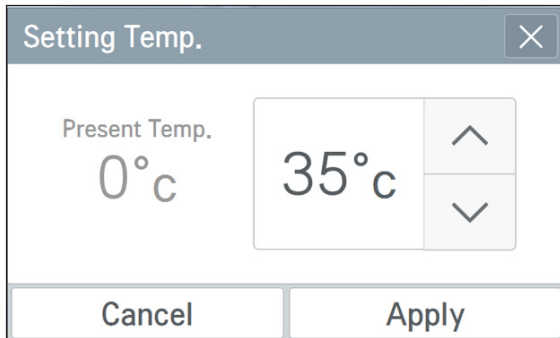 Setting Temp.
Present Temp.
0°c
35°c
Cancel
Apply